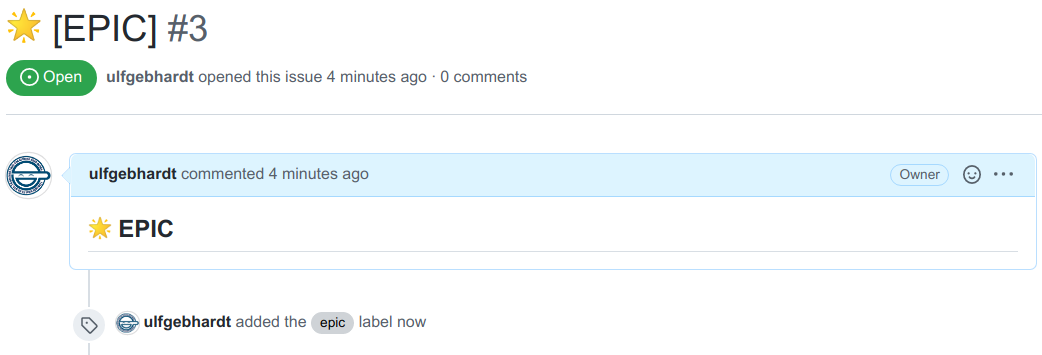 🌟 [EPIC] #3
Open ulfgebhardt opened this issue 4 minutes ago · 0 comments
ulfgebhardt commented 4 minutes ago Owner ···
🌟 EPIC
ulfgebhardt added the epic label now